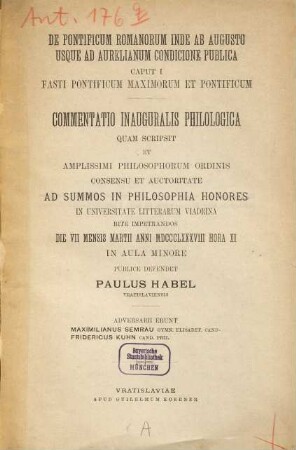 Ant. 176
DE PONTIFICUM ROMANORUM INDE AB AUGUSTO
USQUE AD AURELIANUM CONDICIONE PUBLICA
CAPUT I
FASTI PONTIFICUM MAXIMORUM ET PONTIFICUM
COMMENTATIO INAUGURALIS PHILOLOGICA
QUAM SCRIPSIT
ET
AMPLISSIMI PHILOSOPHORUM ORDINIS
CONSENSU ET AUCTORITATE
AD SUMMOS IN PHILOSOPHIA HONORES
IN UNIVERSITATE LITTERARUM VIADRINA
RITE IMPETRANDOS
DIE VII MENSIS MARTII ANNI MDCCCLXXXVIII HORA XI
IN AULA MINORE
PUBLICE DEFENDET
PAULUS HABEL
VRATISLAVIENSIS
ADVERSARII ERUNT
MAXIMILIANUS SEMRAU GYMN. ELISABET. CAND.
FRIDERICUS KUHN CAND. PHIL.
Bayerische
Staatsbibliothek
MÜNCHEN
VRATISLAVIAE
APUD GUILELMUM KOEBNER
A